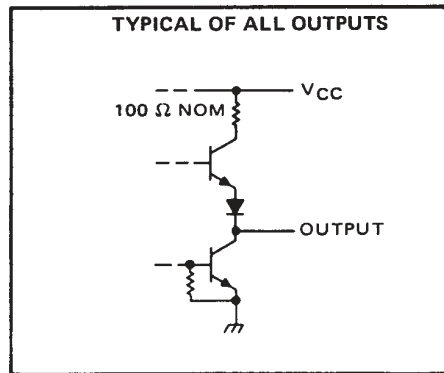 TYPICAL OF ALL OUTPUTS
VCC
100 Ω NOM
OUTPUT